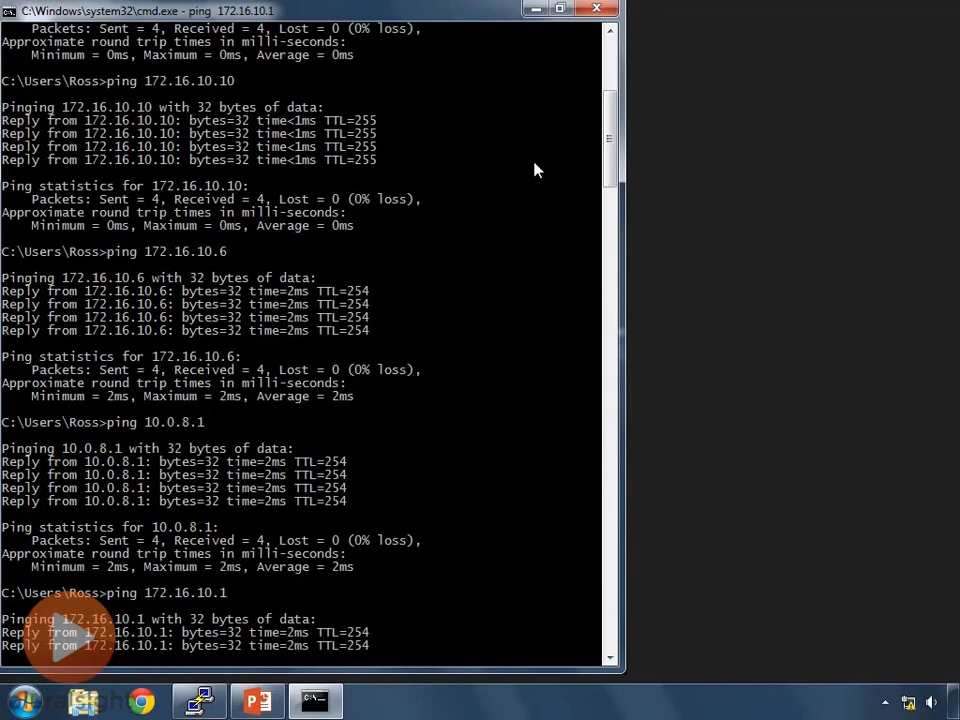 C:\Windows\system32\cmd.exe - ping  172.16.10.1
Packets: Sent = 4, Received = 4, Lost = 0 (0% loss),
Approximate round trip times in milli-seconds:
Minimum = 0ms, Maximum = 0ms, Average = 0ms
C:\Users\Ross>ping 172.16.10.10
Pinging 172.16.10.10 with 32 bytes of data:
Reply from 172.16.10.10: bytes=32 time<1ms TTL=255
Reply from 172.16.10.10: bytes=32 time<1ms TTL=255
Reply from 172.16.10.10: bytes=32 time<1ms TTL=255
Reply from 172.16.10.10: bytes=32 time<1ms TTL=255
Ping statistics for 172.16.10.10:
Packets: Sent = 4, Received = 4, Lost = 0 (0% loss),
Approximate round trip times in milli-seconds:
Minimum = 0ms, Maximum = 0ms, Average = 0ms
C:\Users\Ross>ping 172.16.10.6
Pinging 172.16.10.6 with 32 bytes of data:
Reply from 172.16.10.6: bytes=32 time=2ms TTL=254
Reply from 172.16.10.6: bytes=32 time=2ms TTL=254
Reply from 172.16.10.6: bytes=32 time=2ms TTL=254
Reply from 172.16.10.6: bytes=32 time=2ms TTL=254
Ping statistics for 172.16.10.6:
Packets: Sent = 4, Received = 4, Lost = 0 (0% loss),
Approximate round trip times in milli-seconds:
Minimum = 2ms, Maximum = 2ms, Average = 2ms
C:\Users\Ross>ping 10.0.8.1
Pinging 10.0.8.1 with 32 bytes of data:
Reply from 10.0.8.1: bytes=32 time=2ms TTL=254
Reply from 10.0.8.1: bytes=32 time=2ms TTL=254
Reply from 10.0.8.1: bytes=32 time=2ms TTL=254
Reply from 10.0.8.1: bytes=32 time=2ms TTL=254
Ping statistics for 10.0.8.1:
Packets: Sent = 4, Received = 4, Lost = 0 (0% loss),
Approximate round trip times in milli-seconds:
Minimum = 2ms, Maximum = 2ms, Average = 2ms
C:\Users\Ross>ping 172.16.10.1
Pinging 172.16.10.1 with 32 bytes of data:
Reply from 172.16.10.1: bytes=32 time=2ms TTL=254
Reply from 172.16.10.1: bytes=32 time=2ms TTL=254
pluralsight